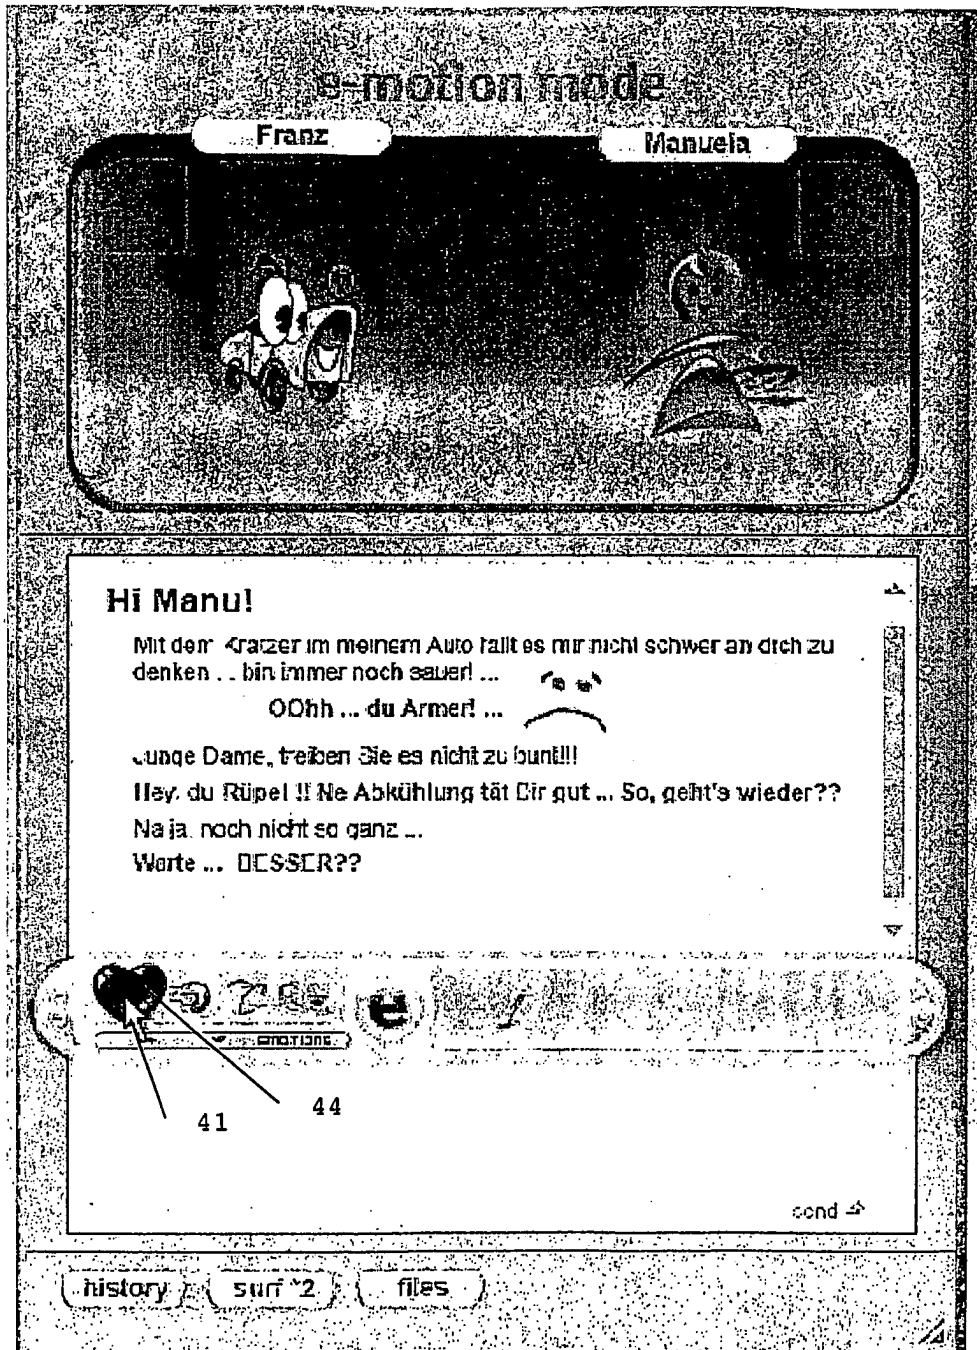 e-motion mode
Franz
Manuela
Hi Manu!
Mit dem Kratzer im meinem Auto fällt es mir nicht schwer an dich zu
denken ... bin immer noch sauer! ...
OOhh ... du Armer! ...
Junge Dame, treiben Sie es nicht zu bunt!!!
Hey, du Rüpel !! Ne Abkühlung tät Dir gut ... So, geht's wieder??
Na ja, noch nicht so ganz ...
Warte ... BESSER??
emotions
41
44
send
history
surf ^2
files